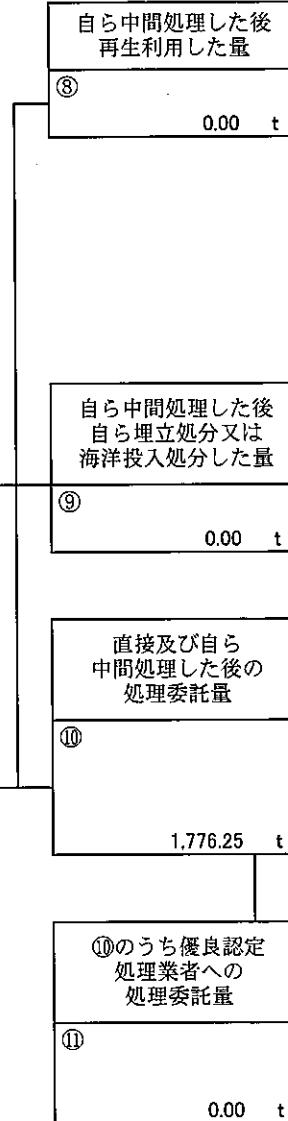 自ら中間処理した後
再生利用した量
⑧
0.00 t
自ら中間処理した後
自ら埋立処分又は
海洋投入処分した量
⑨
0.00 t
直接及び自ら
中間処理した後の
処理委託量
⑩
1,776.25 t
⑩のうち優良認定
処理業者への
処理委託量
⑪
0.00 t